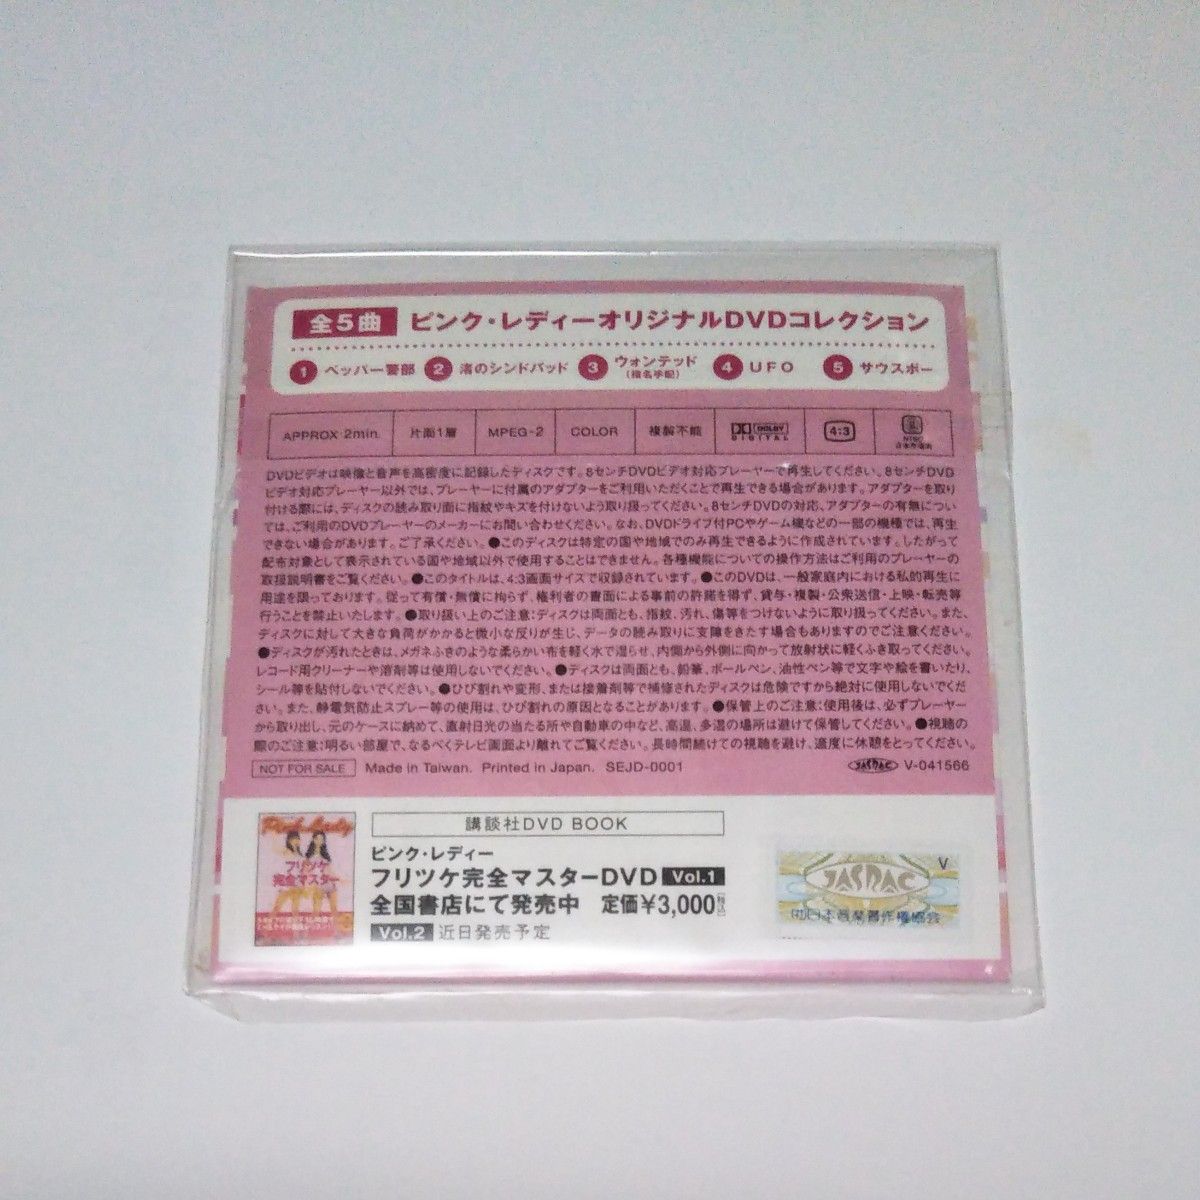 全5曲 ピンク・レディーオリジナルDVDコレクション
1 ペッパー警部 2 渚のシンドバッド 3 ウォンテッド(指名手配) 4 UFO 5 サウスポー
APPROX 2min. 片面1層 MPEG-2 COLOR 複製不能 DOLBY DIGITAL 4:3 2 NTSC 日本市場向
DVDビデオは映像と音声を高密度に記録したディスクです。8センチDVDビデオ対応プレーヤーで再生してください。8センチDVD
ビデオ対応プレーヤー以外では、プレーヤーに付属のアダプターをご利用いただくことで再生できる場合があります。アダプターを取り
付ける際には、ディスクの読み取り面に指紋やキズを付けないよう取り扱ってください。8センチDVDの対応、アダプターの有無につい
ては、ご利用のDVDプレーヤーのメーカーにお問い合わせください。なお、DVDドライブ付PCやゲーム機などの一部の機種では、再生
できない場合があります。ご了承ください。●このディスクは特定の国や地域でのみ再生できるように作成されています。したがって
配布対象として表示されている国や地域以外で使用することはできません。各種機能についての操作方法はご利用のプレーヤーの
取扱説明書をご覧ください。●このタイトルは、4:3画面サイズで収録されています。●このDVDは、一般家庭内における私的再生に
用途を限っております。従って有償・無償に拘らず、権利者の書面による事前の許諾を得ず、貸与・複製・公衆送信・上映・転売等
行うことを禁止いたします。●取り扱い上のご注意:ディスクは両面とも、指紋、汚れ、傷等をつけないように取り扱ってください。また、
ディスクに対して大きな負荷がかかると微小な反りが生じ、データの読み取りに支障をきたす場合もありますのでご注意ください。
●ディスクが汚れたときは、メガネふきのような柔らかい布を軽く水で湿らせ、内側から外側に向かって放射状に軽くふき取ってください。
レコード用クリーナーや溶剤等は使用しないでください。●ディスクは両面とも、鉛筆、ボールペン、油性ペン等で文字や絵を書いたり、
シール等を貼付しないでください。●ひび割れや変形、または接着剤等で補修されたディスクは危険ですから絶対に使用しないでくだ
さい。また、静電気防止スプレー等の使用は、ひび割れの原因となることがあります。●保管上のご注意:使用後は、必ずプレーヤー
から取り出し、元のケースに納めて、直射日光の当たる所や自動車の中など、高温、多湿の場所は避けて保管してください。●視聴の
際のご注意:明るい部屋で、なるべくテレビ画面より離れてご覧ください。長時間続けての視聴を避け、適度に休憩をとってください。
NOT FOR SALE Made in Taiwan. Printed in Japan. SEJD-0001 JASRAC V-041566
講談社DVD BOOK
ピンク・レディー
フリツケ完全マスターDVD Vol.1
全国書店にて発売中 定価¥3,000[税込]
Vol.2 近日発売予定
Pink Lady
フリツケ
完全マスター
V
JASRAC